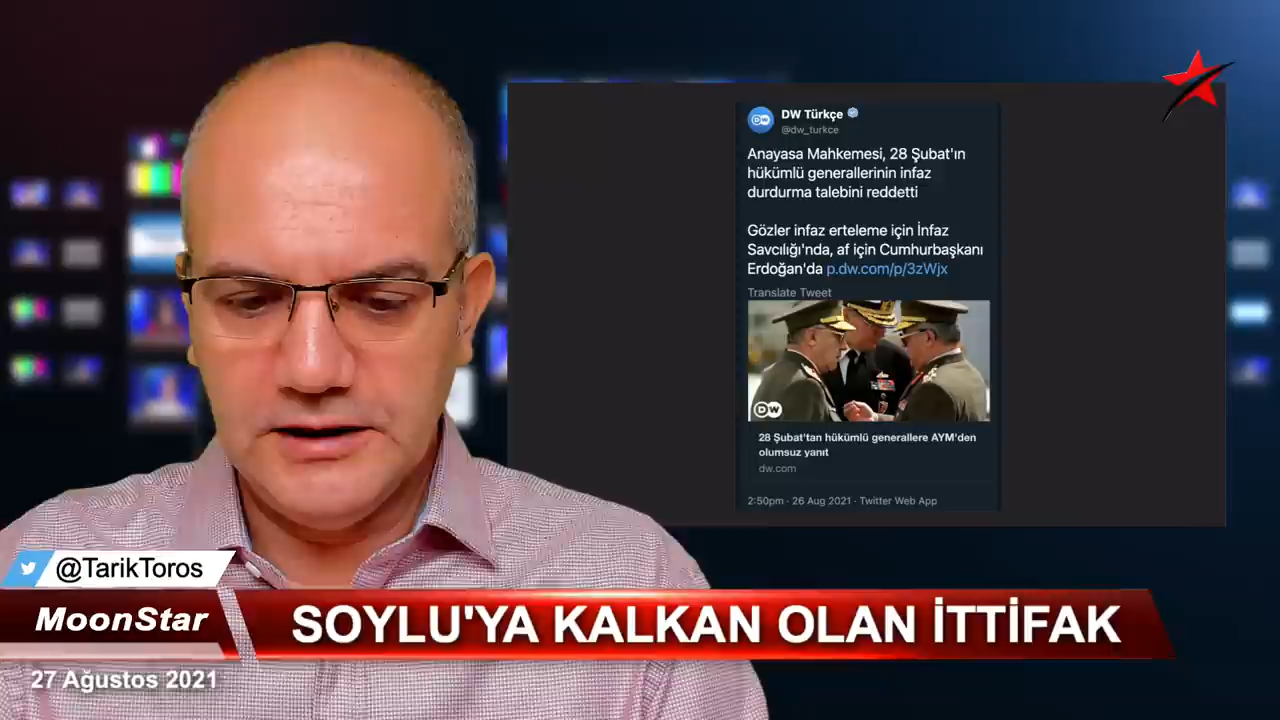 DW Türkçe
@dw_turkce
Anayasa Mahkemesi, 28 Şubat'ın
hükümlü generallerinin infaz
durdurma talebini reddetti
Gözler infaz erteleme için İnfaz
Savcılığı'nda, af için Cumhurbaşkanı
Erdoğan'da p.dw.com/p/3zWjx
Translate Tweet
DW
28 Şubat'tan hükümlü generallere AYM'den
olumsuz yanıt
dw.com
2:50pm · 26 Aug 2021 · Twitter Web App
@TarikToros
MoonStar
SOYLU'YA KALKAN OLAN İTTİFAK
27 Ağustos 2021